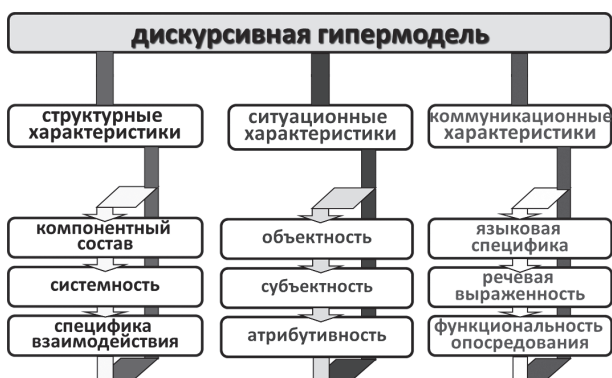 дискурсивная гипермодель
структурные
характеристики
ситуационные
характеристики
коммуникационные
характеристики
компонентный
состав
системность
специфика
взаимодействия
объектность
субъектность
атрибутивность
языковая
специфика
речевая
выраженность
функциональность
опосредования